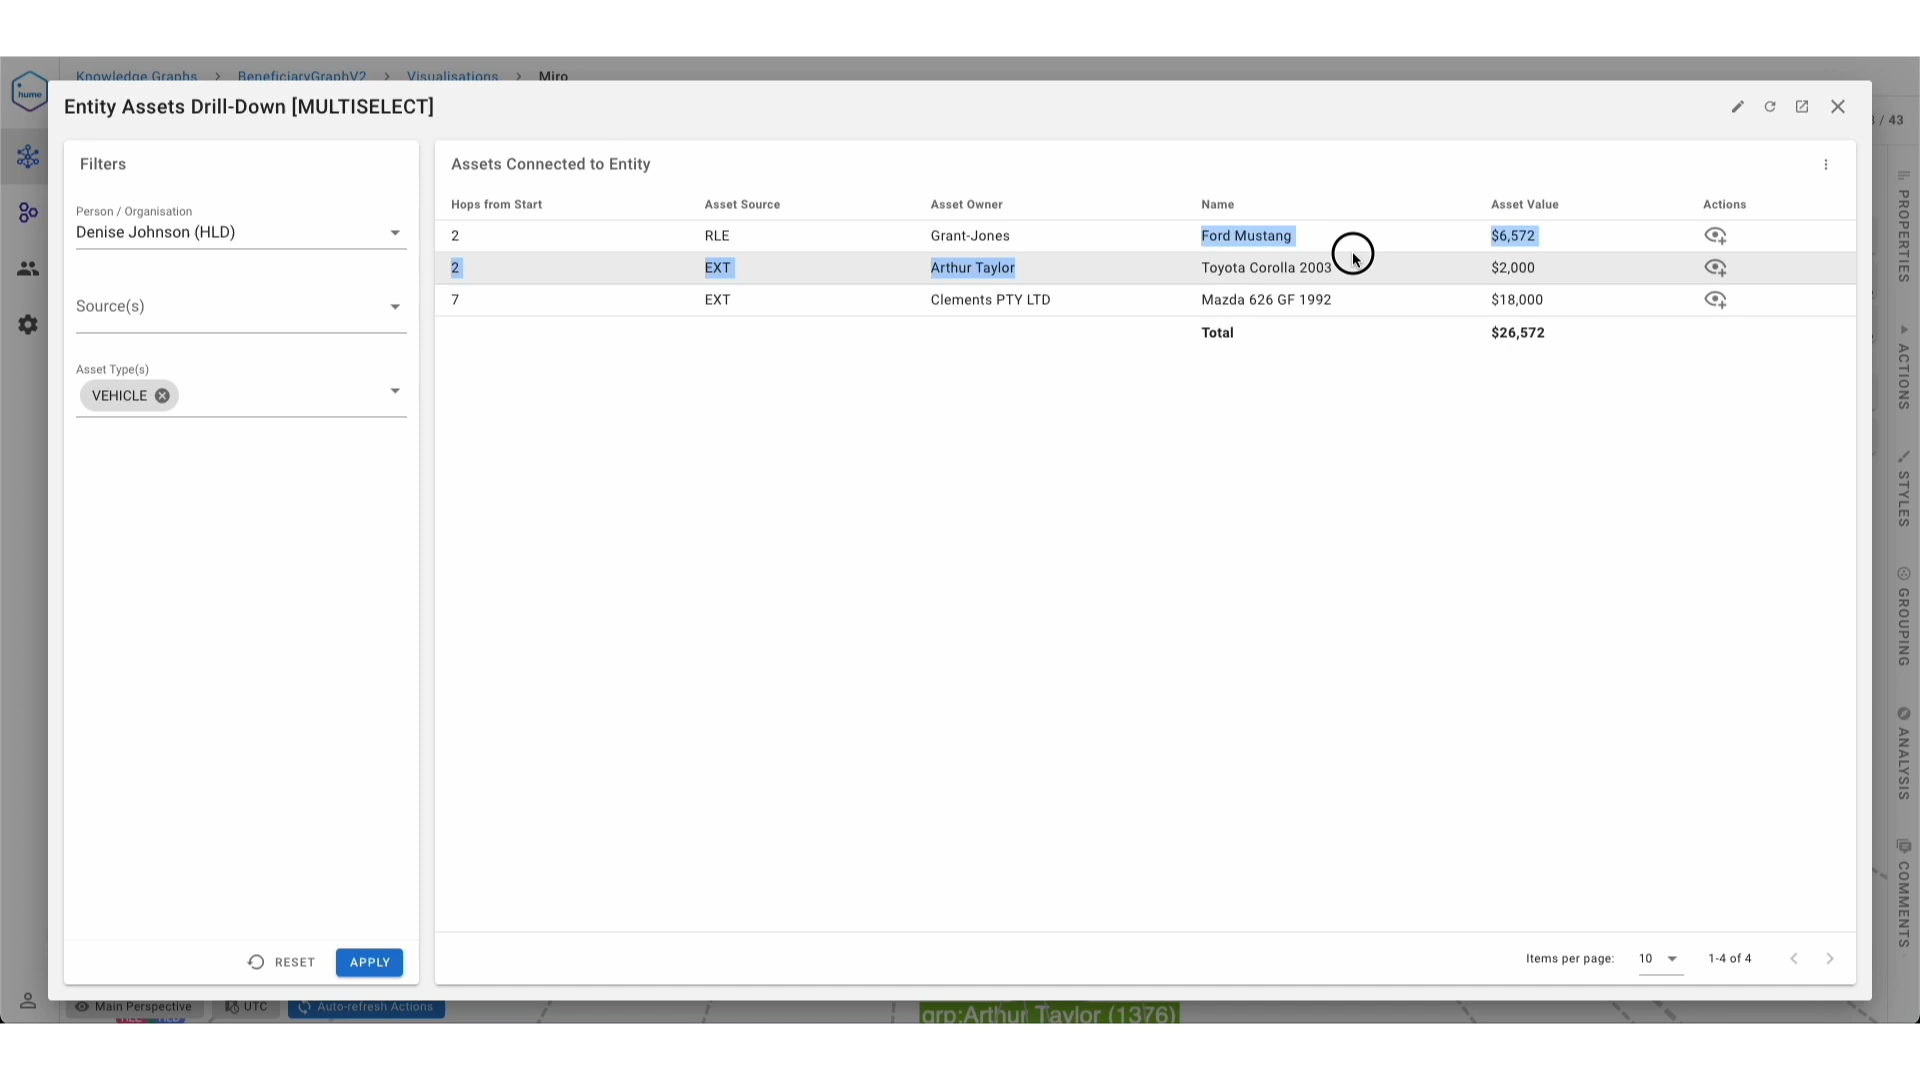 Knowledge Graphs > BeneficiaryGraphV2 > Visualisations > Miro
hume
Entity Assets Drill-Down [MULTISELECT]
/ 43
Filters
Person / Organisation
Denise Johnson (HLD)
Source(s)
Asset Type(s)
VEHICLE
RESET
APPLY
Assets Connected to Entity
Hops from Start Asset Source Asset Owner Name Asset Value Actions
2 RLE Grant-Jones Ford Mustang $6,572
2 EXT Arthur Taylor Toyota Corolla 2003 $2,000
7 EXT Clements PTY LTD Mazda 626 GF 1992 $18,000
Total $26,572
Items per page: 10 1-4 of 4
PROPERTIES
ACTIONS
STYLES
GROUPING
ANALYSIS
COMMENTS
Main Perspective UTC Auto-refresh Actions
grp:Arthur Taylor (1376)